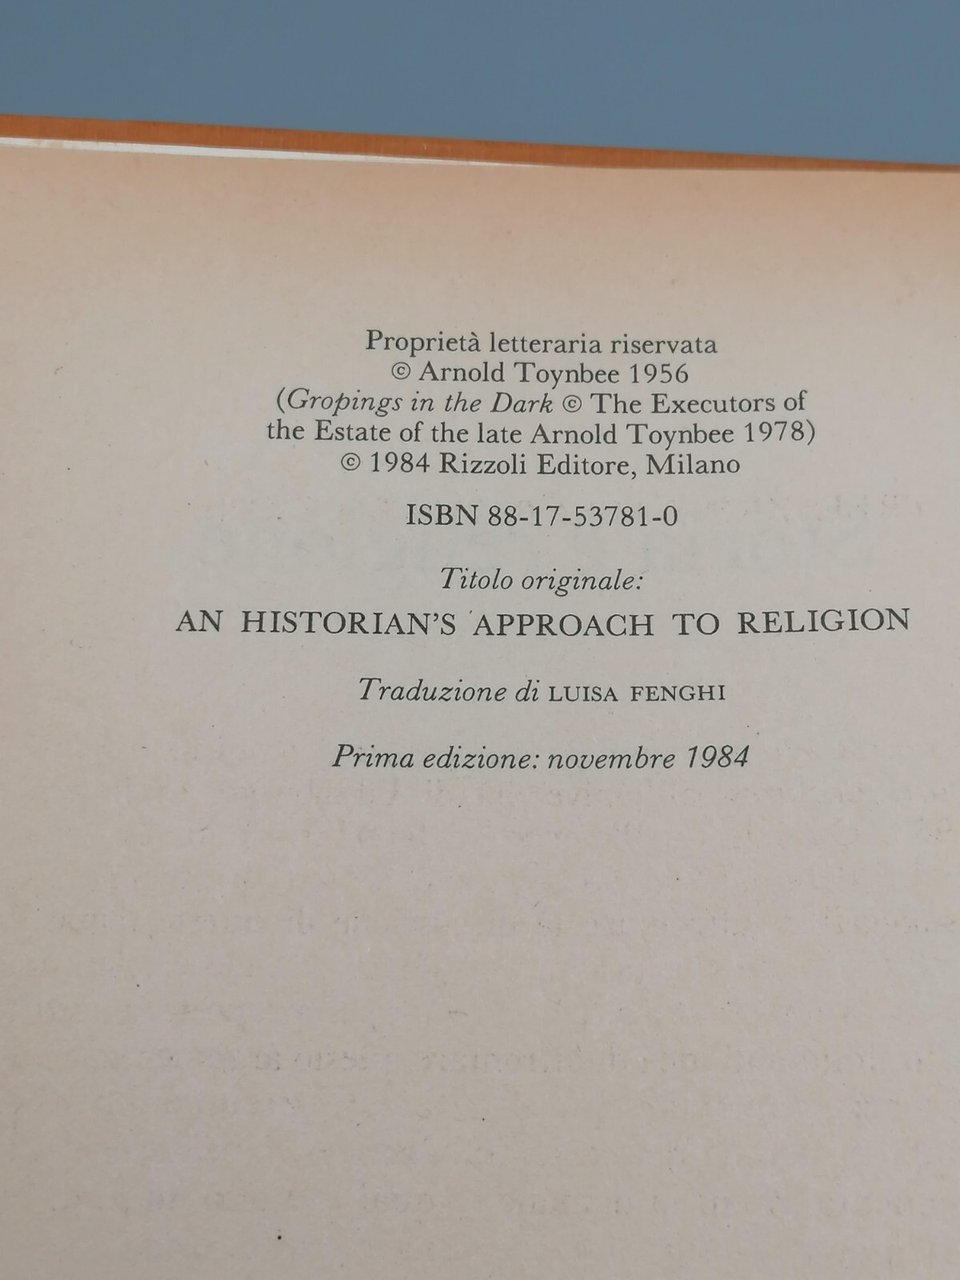 Proprietà letteraria riservata
© Arnold Toynbee 1956
(Gropings in the Dark © The Executors of
the Estate of the late Arnold Toynbee 1978)
© 1984 Rizzoli Editore, Milano
ISBN 88-17-53781-0
Titolo originale:
AN HISTORIAN'S APPROACH TO RELIGION
Traduzione di LUISA FENGHI
Prima edizione: novembre 1984